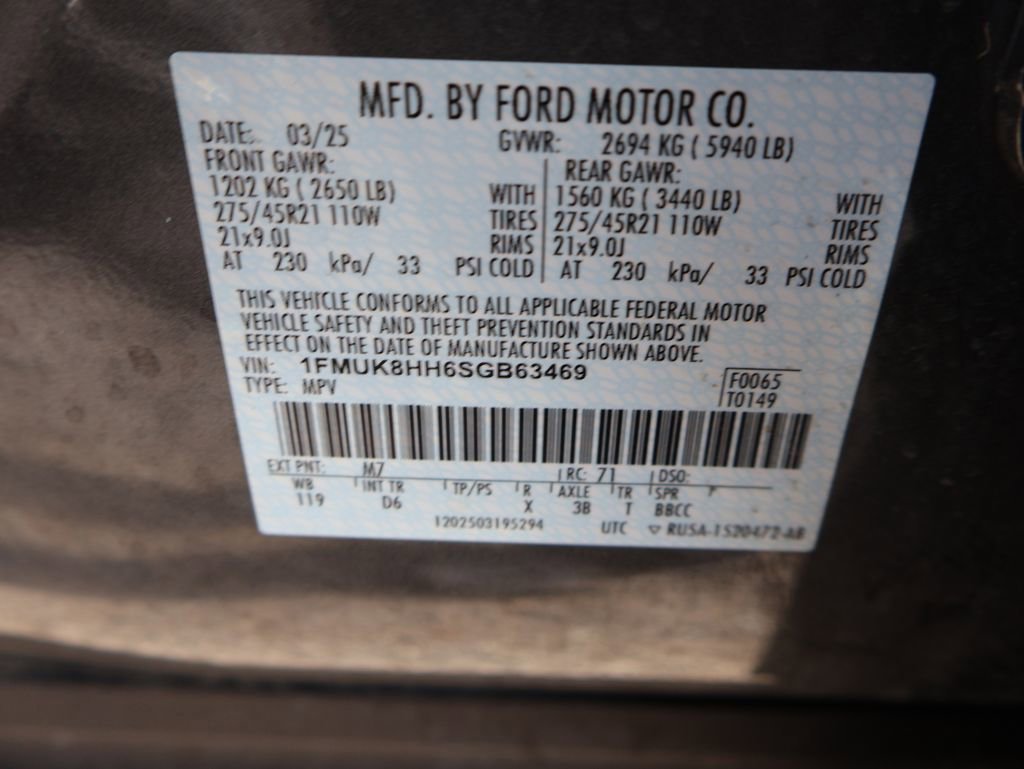 MFD. BY FORD MOTOR CO.
DATE: 03/25 GVWR: 2694 KG ( 5940 LB)
FRONT GAWR: REAR GAWR:
1202 KG ( 2650 LB) WITH 1560 KG ( 3440 LB) WITH
275/45R21 110W TIRES 275/45R21 110W TIRES
21x9.0J RIMS 21x9.0J RIMS
AT 230 kPa/ 33 PSI COLD AT 230 kPa/ 33 PSI COLD
THIS VEHICLE CONFORMS TO ALL APPLICABLE FEDERAL MOTOR
VEHICLE SAFETY AND THEFT PREVENTION STANDARDS IN
EFFECT ON THE DATE OF MANUFACTURE SHOWN ABOVE.
VIN: 1FMUK8HH6SGB63469 F0065
TYPE: MPV T0149
EXT PNT: M7 RC: 71 DSO:
WB INT TR TP/PS R AXLE TR SPR
119 D6 X 3B T BBCC
1202503195294 UTC ▽ RUSA-1520472-AB